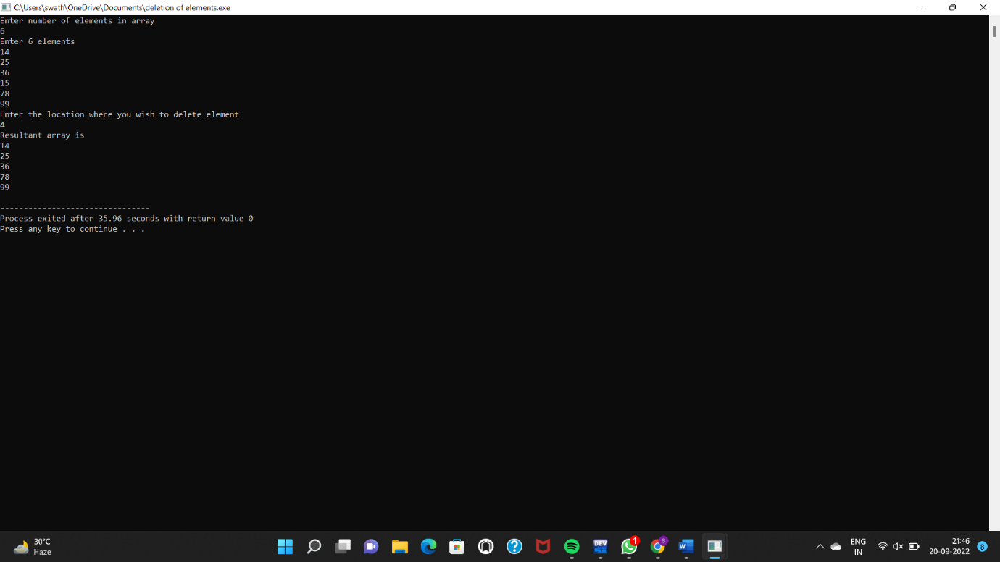 C:\Users\swath\OneDrive\Documents\deletion of elements.exe
Enter number of elements in array
6
Enter 6 elements
14
25
36
15
78
99
Enter the location where you wish to delete element
4
Resultant array is
14
25
36
78
99
--------------------------------
Process exited after 35.96 seconds with return value 0
Press any key to continue . . .
30°C
Haze
DEV
1
S
W
ENG
IN
21:46
20-09-2022
8